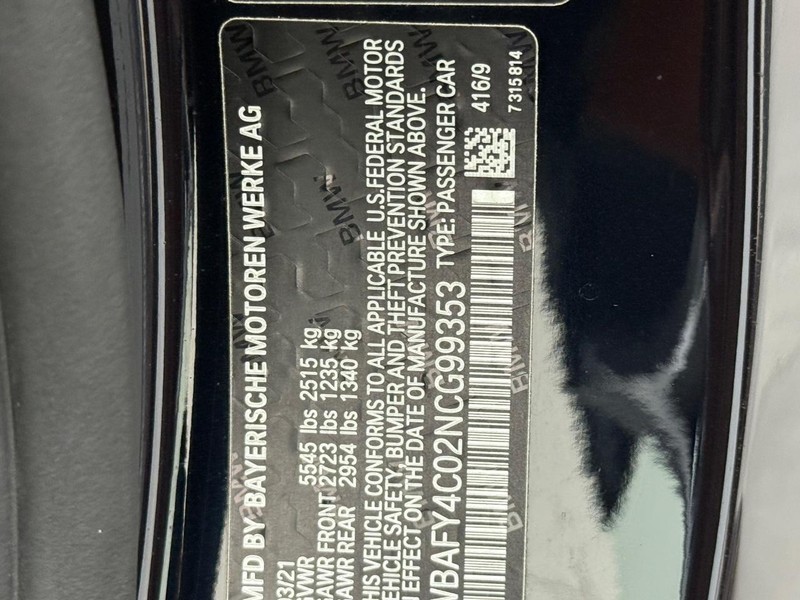 MFD BY BAYERISCHE MOTOREN WERKE AG
03/21
GVWR 5545 lbs 2515 kg
GAWR FRONT 2723 lbs 1235 kg
GAWR REAR 2954 lbs 1340 kg
THIS VEHICLE CONFORMS TO ALL APPLICABLE U.S.FEDERAL MOTOR
VEHICLE SAFETY, BUMPER AND THEFT PREVENTION STANDARDS
IN EFFECT ON THE DATE OF MANUFACTURE SHOWN ABOVE.
WBAFY4C02NCG99353 TYPE: PASSENGER CAR
416/9
7315814